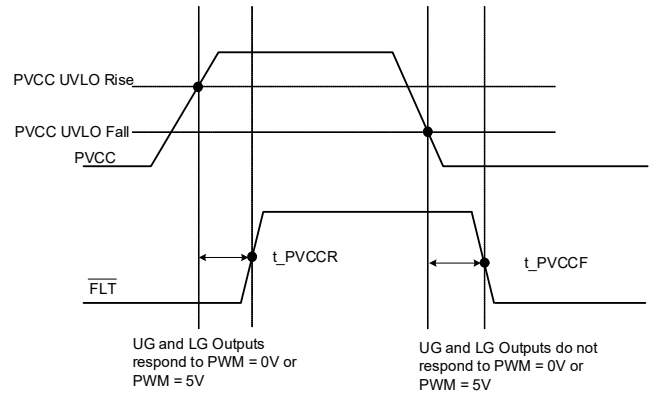 PVCC UVLO Rise
PVCC UVLO Fall
PVCC
t_PVCCR
t_PVCCF
FLT
UG and LG Outputs
respond to PWM = 0V or
PWM = 5V
UG and LG Outputs do not
respond to PWM = 0V or
PWM = 5V